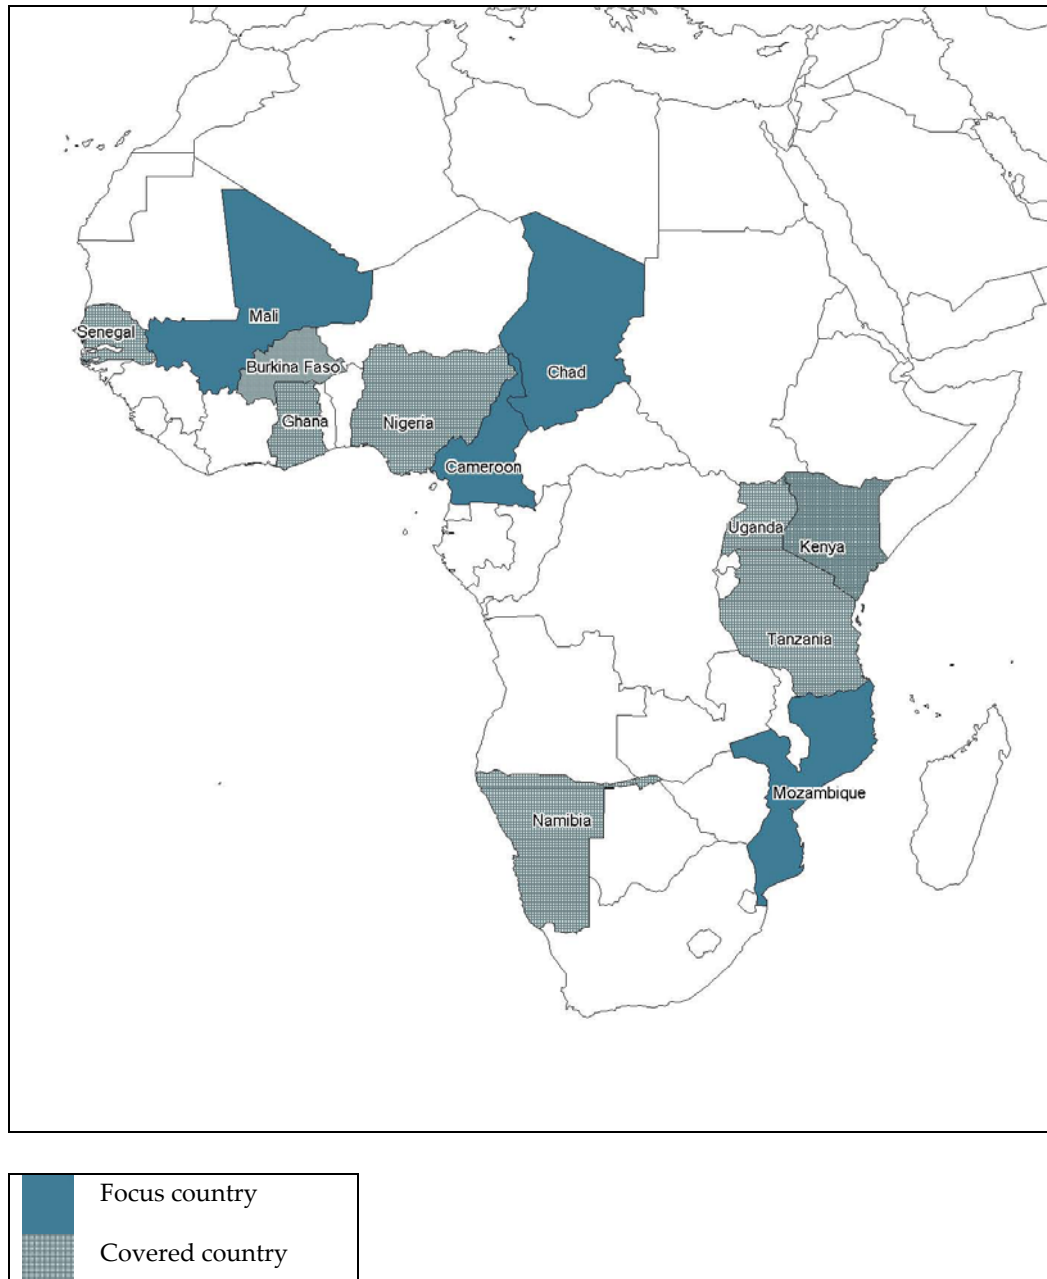 Mali
Senegal
Burkina Faso
Chad
Ghana
Nigeria
Cameroon
Uganda
Kenya
Tanzania
Mozambique
Namibia
Focus country
Covered country